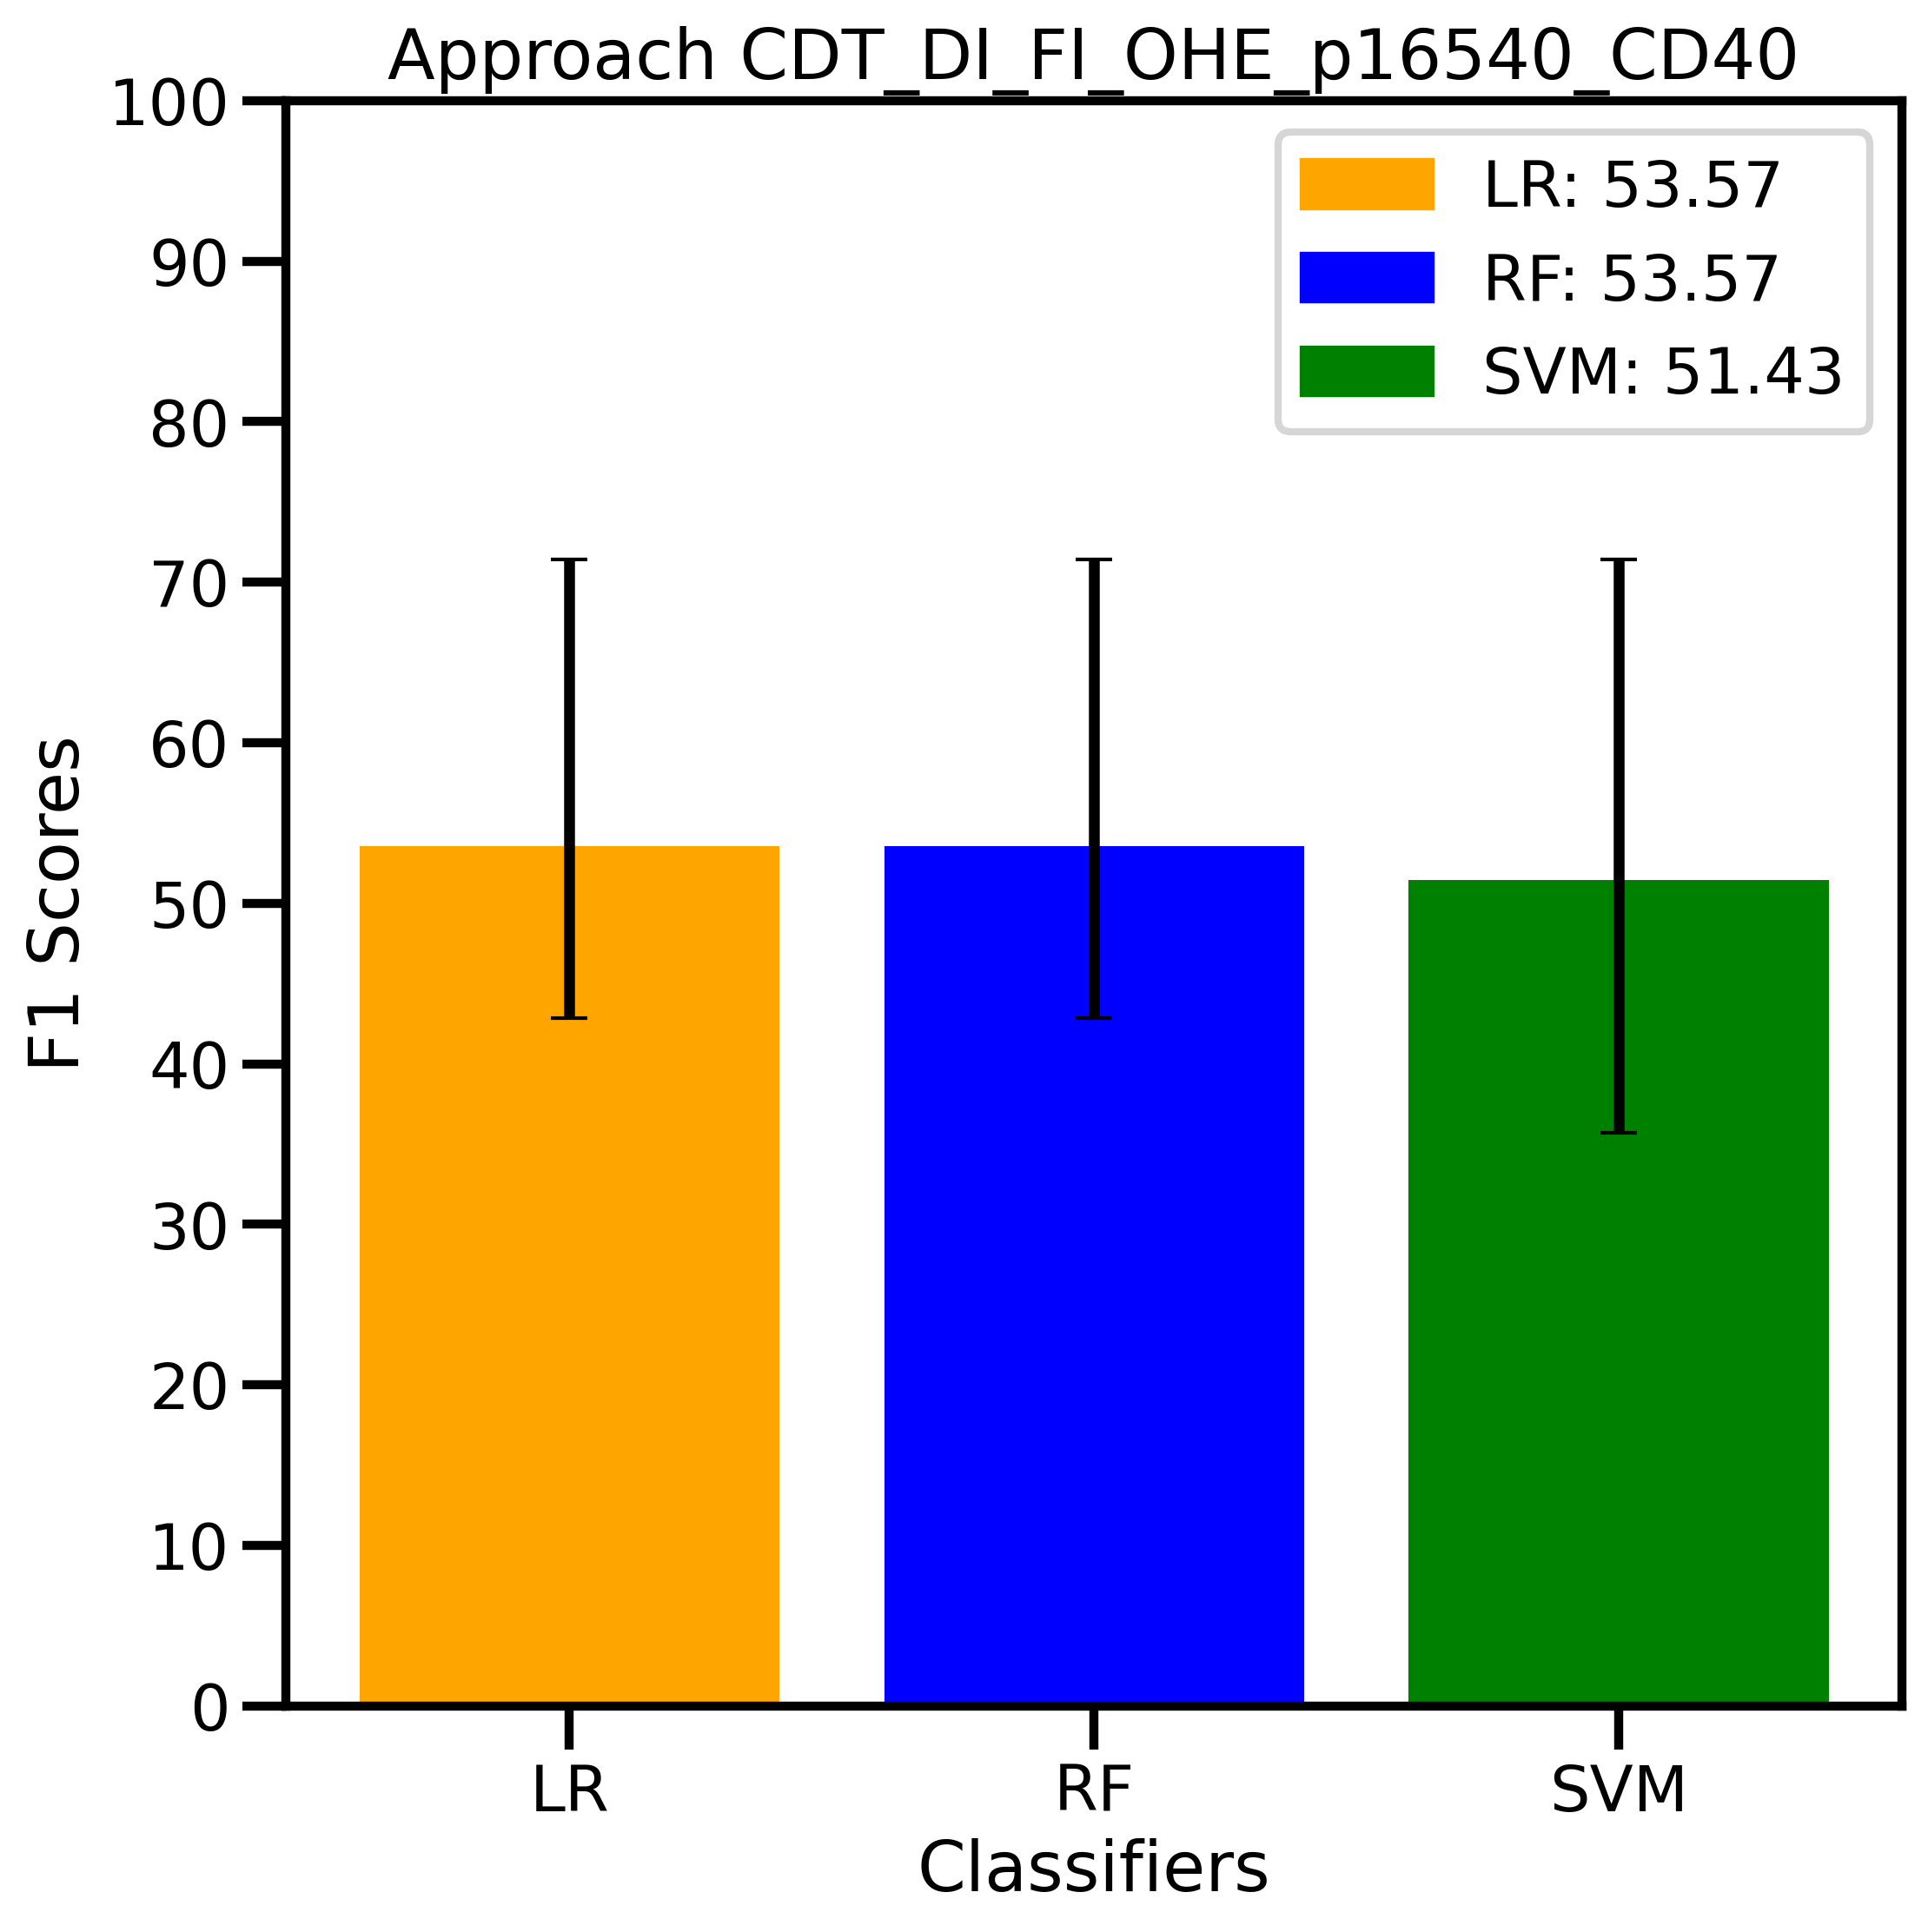 Approach CDT_DI_FI_OHE_p16540_CD40
100
90
80
70
60
50
40
30
20
10
0
F1 Scores
LR: 53.57
RF: 53.57
SVM: 51.43
LR
RF
SVM
Classifiers